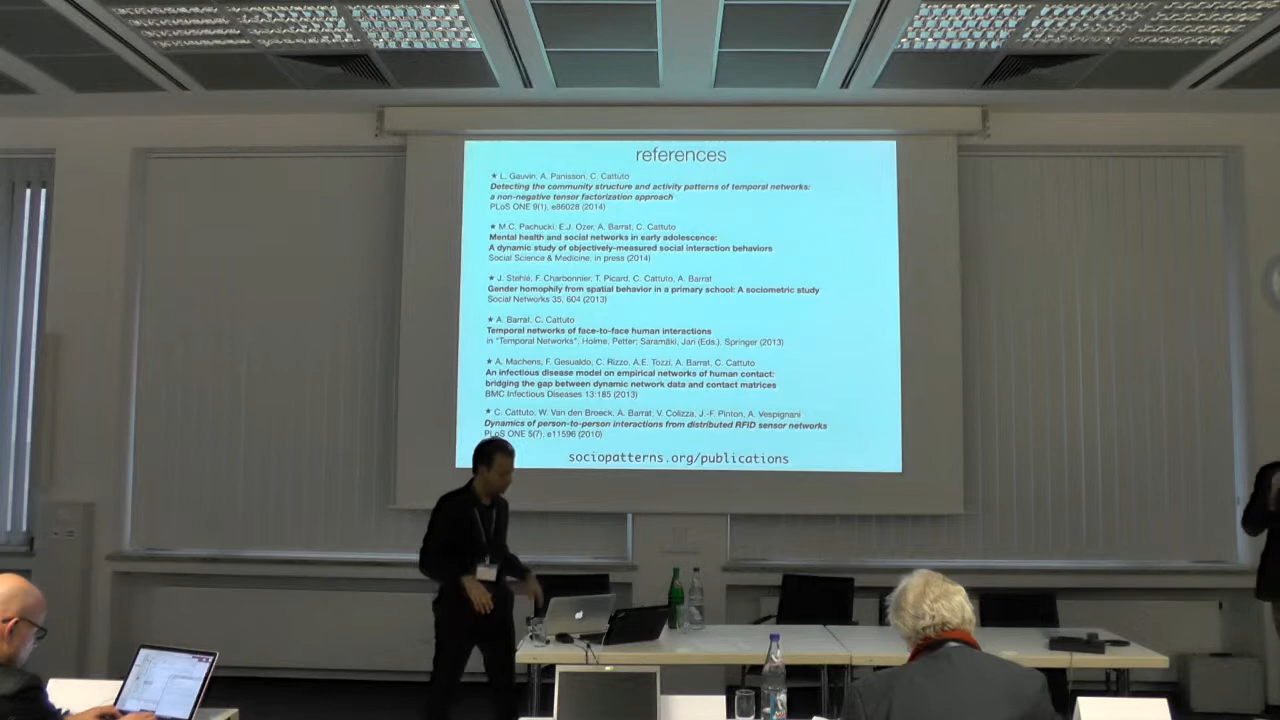 references
★ L. Gauvin, A. Panisson, C. Cattuto
Detecting the community structure and activity patterns of temporal networks:
a non-negative tensor factorization approach
PLoS ONE 9(1), e86028 (2014)
★ M.C. Pachucki, E.J. Ozer, A. Barrat, C. Cattuto
Mental health and social networks in early adolescence:
A dynamic study of objectively-measured social interaction behaviors
Social Science & Medicine, in press (2014)
★ J. Stehlé, F. Charbonnier, T. Picard, C. Cattuto, A. Barrat
Gender homophily from spatial behavior in a primary school: A sociometric study
Social Networks 35, 604 (2013)
★ A. Barrat, C. Cattuto
Temporal networks of face-to-face human interactions
in "Temporal Networks", Holme, Petter; Saramäki, Jari (Eds.), Springer (2013)
★ A. Machens, F. Gesualdo, C. Rizzo, A.E. Tozzi, A. Barrat, C. Cattuto
An infectious disease model on empirical networks of human contact:
bridging the gap between dynamic network data and contact matrices
BMC Infectious Diseases 13:185 (2013)
★ C. Cattuto, W. Van den Broeck, A. Barrat, V. Colizza, J.-F. Pinton, A. Vespignani
Dynamics of person-to-person interactions from distributed RFID sensor networks
PLoS ONE 5(7), e11596 (2010)
sociopatterns.org/publications